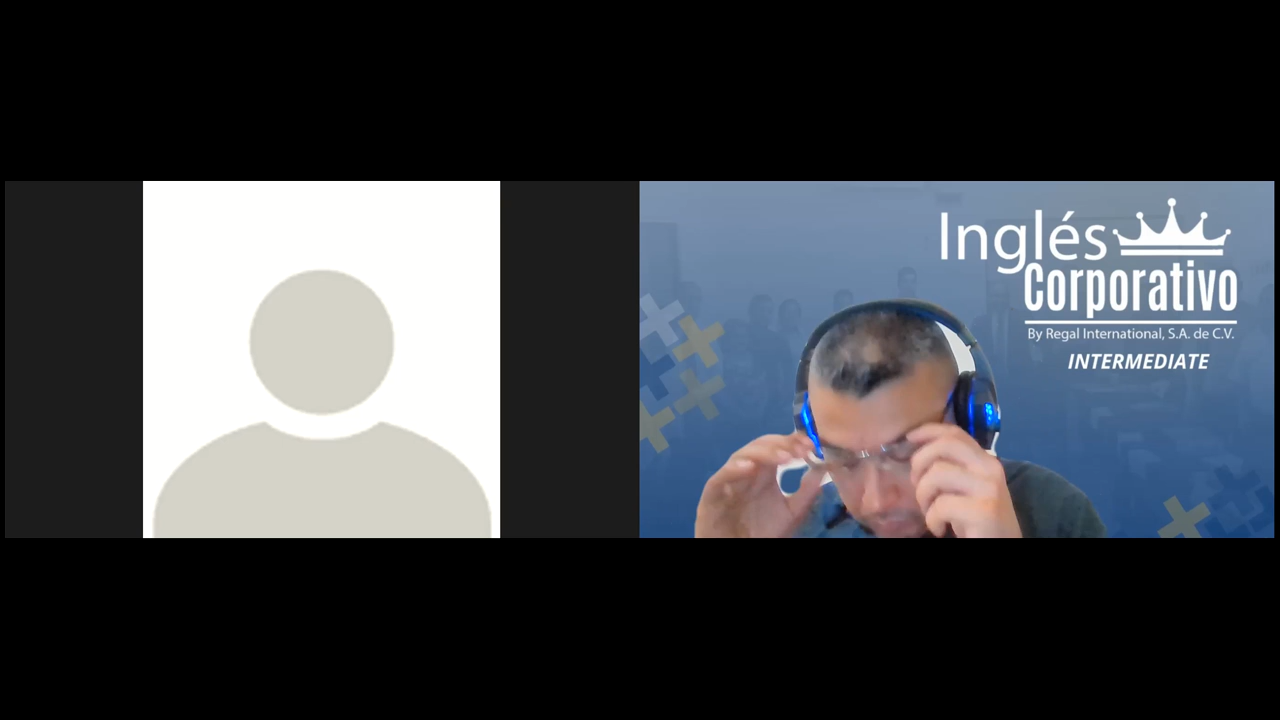 Inglés
Corporativo
By Regal International, S.A. de C.V.
INTERMEDIATE